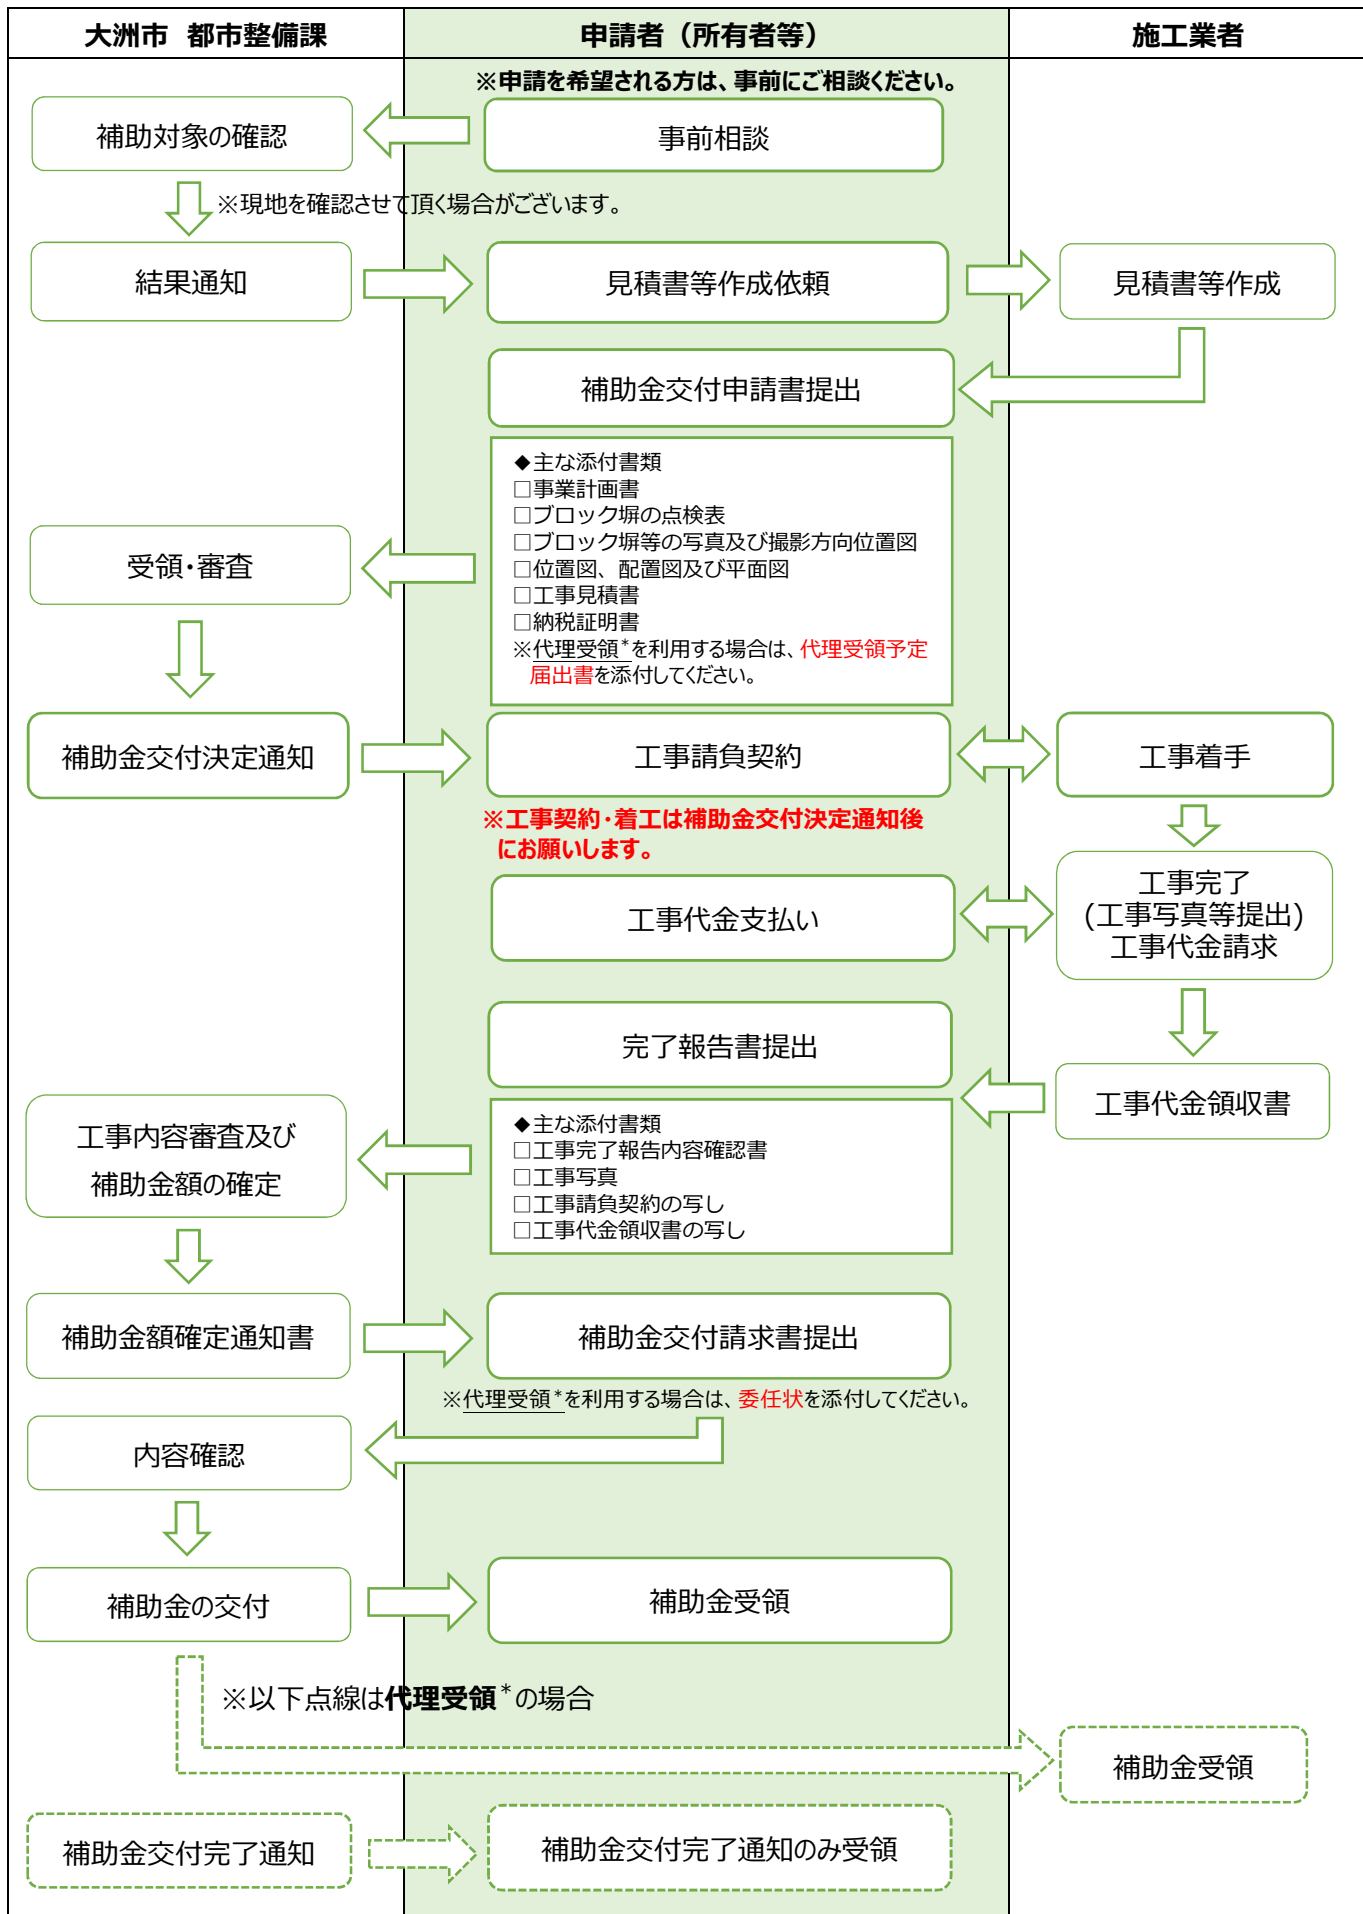 大洲市 都市整備課
申請者（所有者等）
施工業者
※申請を希望される方は、事前にご相談ください。
補助対象の確認
事前相談
※現地を確認させて頂く場合がございます。
結果通知
見積書等作成依頼
見積書等作成
補助金交付申請書提出
◆主な添付書類
□事業計画書
□ブロック塀の点検表
□ブロック塀等の写真及び撮影方向位置図
□位置図、配置図及び平面図
□工事見積書
□納税証明書
※代理受領*を利用する場合は、代理受領予定
届出書を添付してください。
受領・審査
補助金交付決定通知
工事請負契約
工事着手
※工事契約・着工は補助金交付決定通知後
にお願いします。
工事代金支払い
工事完了
(工事写真等提出)
工事代金請求
完了報告書提出
工事代金領収書
◆主な添付書類
□工事完了報告内容確認書
□工事写真
□工事請負契約の写し
□工事代金領収書の写し
工事内容審査及び
補助金額の確定
補助金額確定通知書
補助金交付請求書提出
※代理受領*を利用する場合は、委任状を添付してください。
内容確認
補助金の交付
補助金受領
※以下点線は代理受領*の場合
補助金受領
補助金交付完了通知
補助金交付完了通知のみ受領